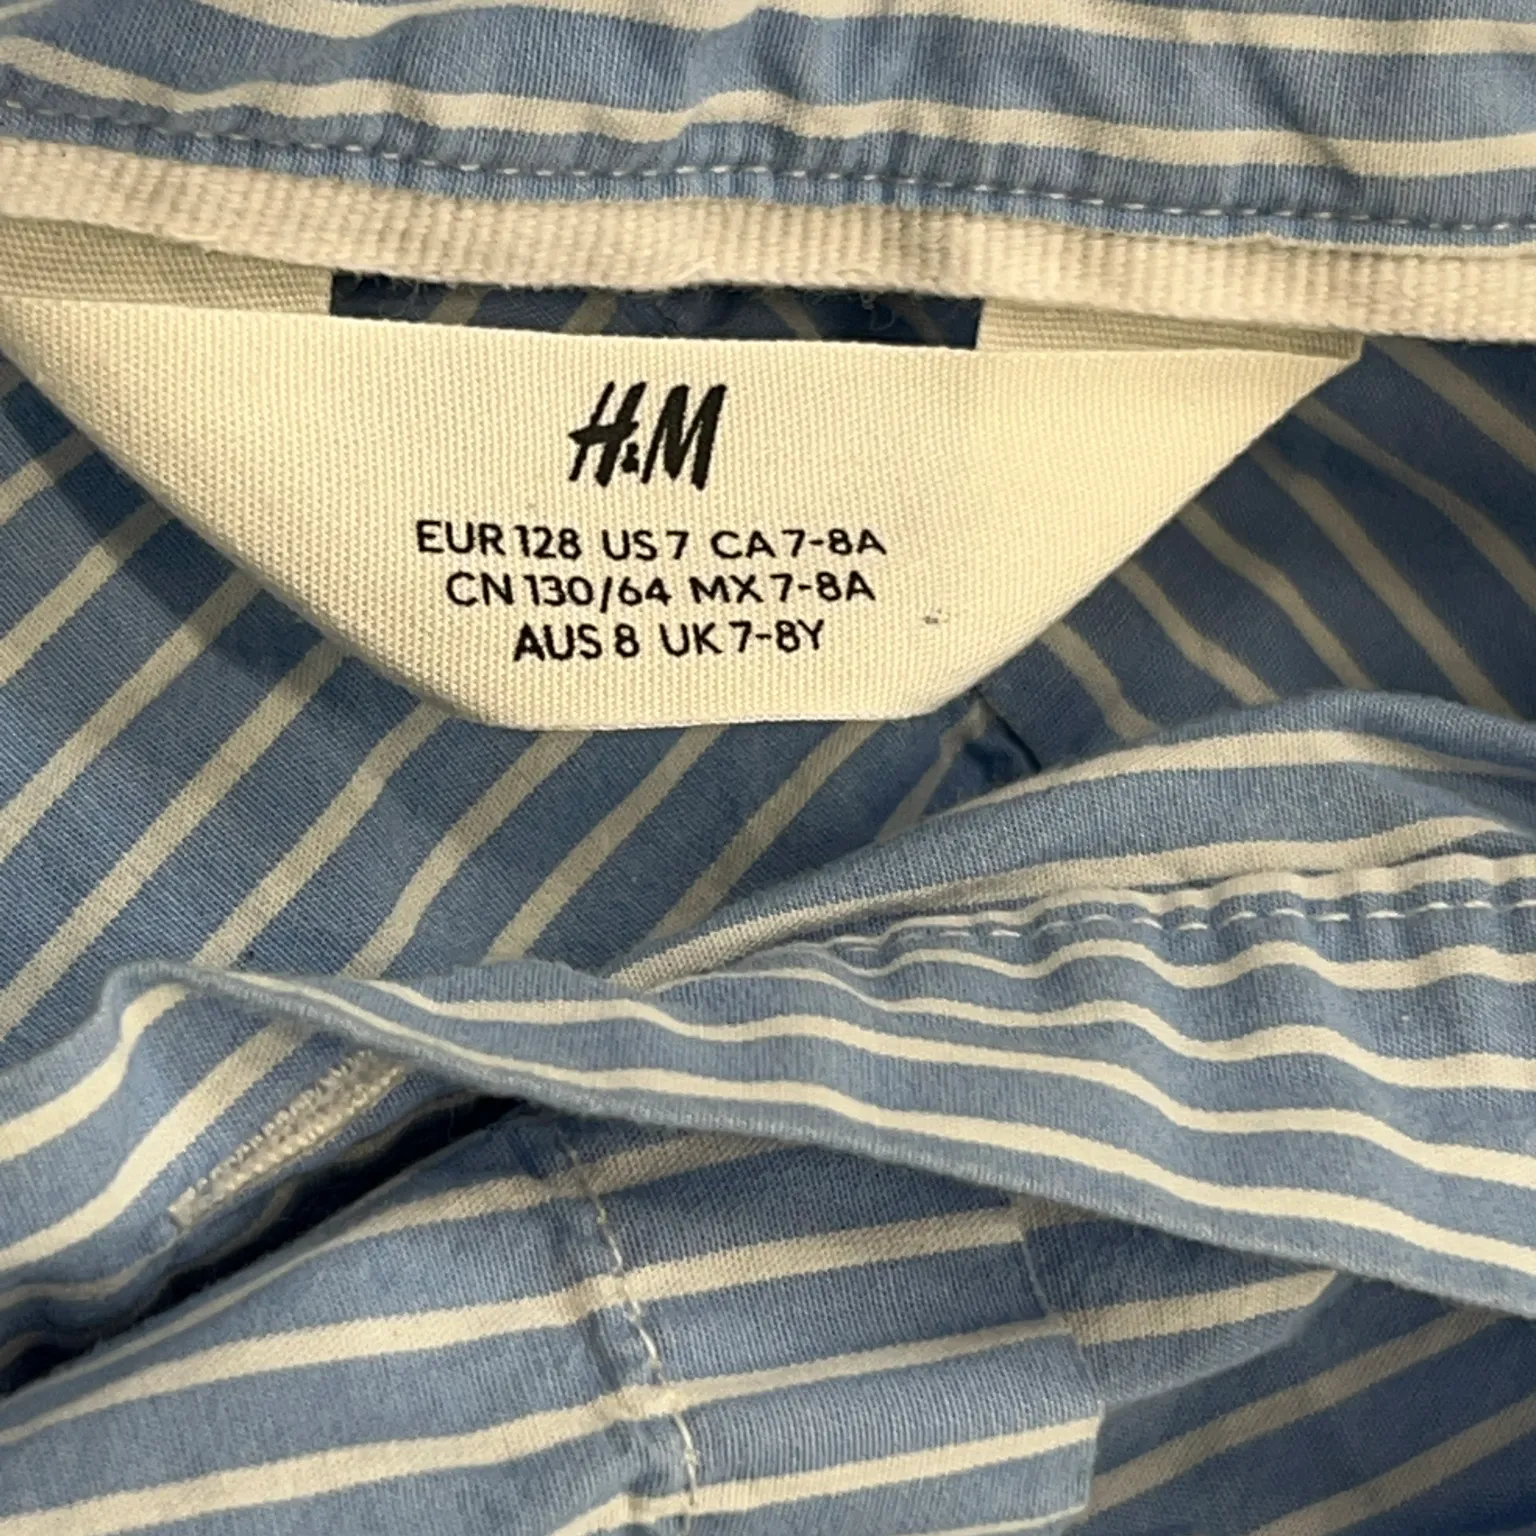 H&M
EUR 128 US 7 CA 7-8A
CN 130/64 MX 7-8A
AUS 8 UK 7-8Y